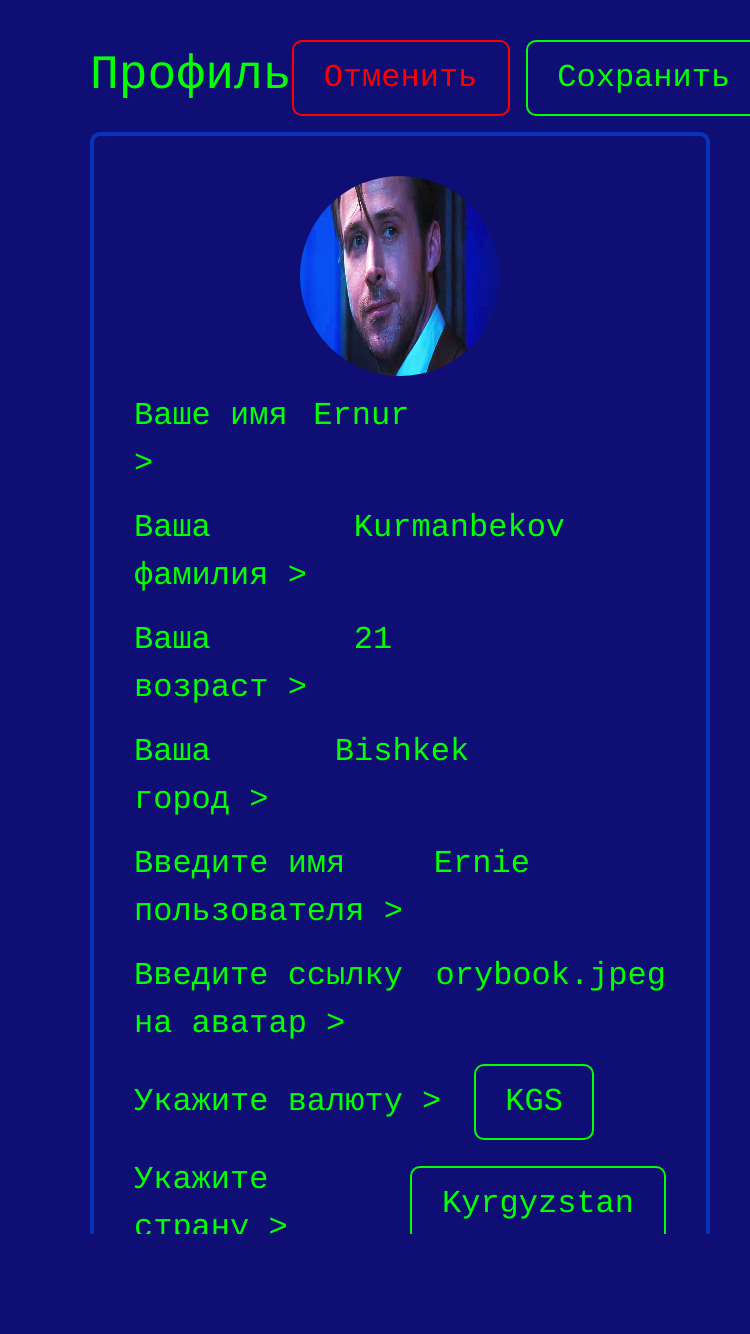 Профиль Отменить Сохранить
Ваше имя Ernur
>
Ваша Kurmanbekov
фамилия >
Ваша 21
возраст >
Ваша Bishkek
город >
Введите имя Ernie
пользователя >
Введите ссылку orybook.jpeg
на аватар >
Укажите валюту > KGS
Укажите Kyrgyzstan
страну >